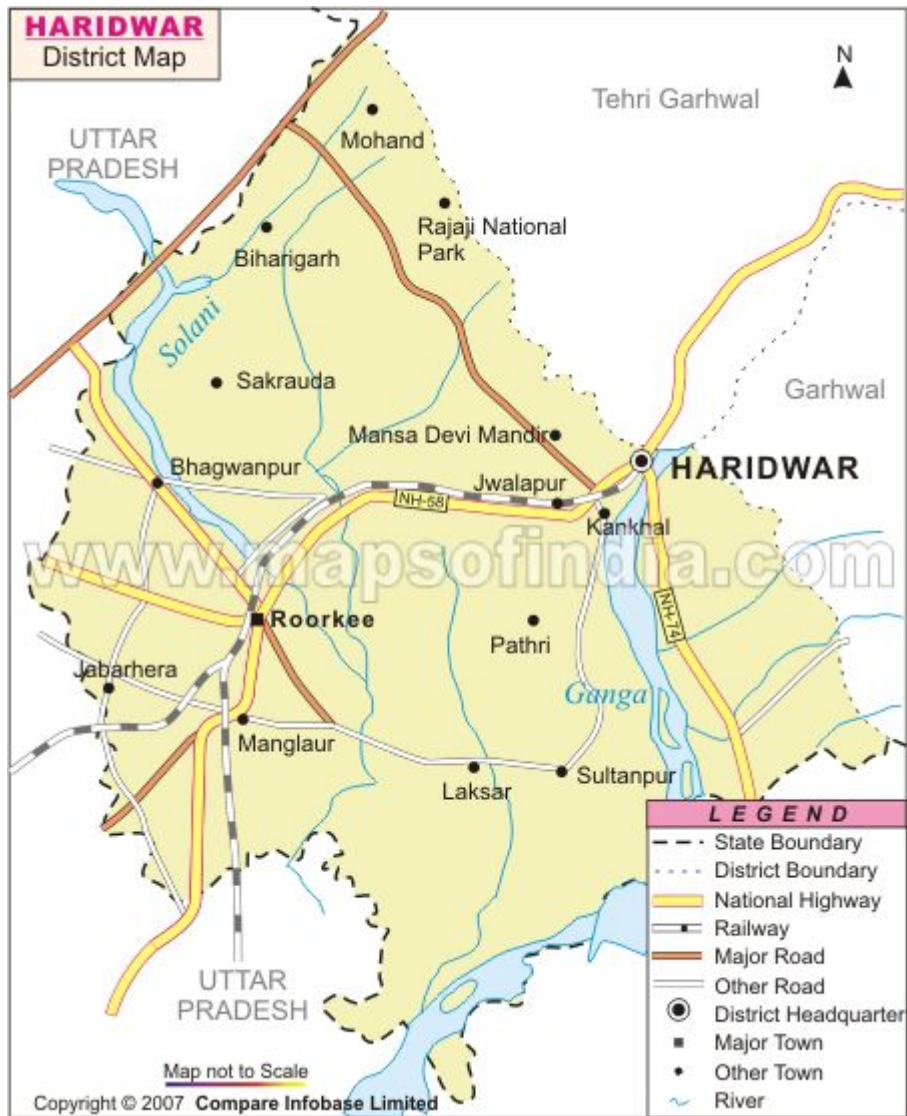 HARIDWAR
District Map
N
Tehri Garhwal
UTTAR
PRADESH
Mohand
Rajaji National
Park
Biharigarh
Solani
Sakrauda
Garhwal
Mansa Devi Mandir
HARIDWAR
Bhagwanpur
Jwalapur
NH-58
Kankhal
www.mapsofindia.com
NH-74
Roorkee
Pathri
Jabarhera
Ganga
Manglaur
Laksar
Sultanpur
LEGEND
State Boundary
District Boundary
National Highway
Railway
Major Road
Other Road
District Headquarter
Major Town
Other Town
River
UTTAR
PRADESH
Map not to Scale
Copyright © 2007 Compare Infobase Limited